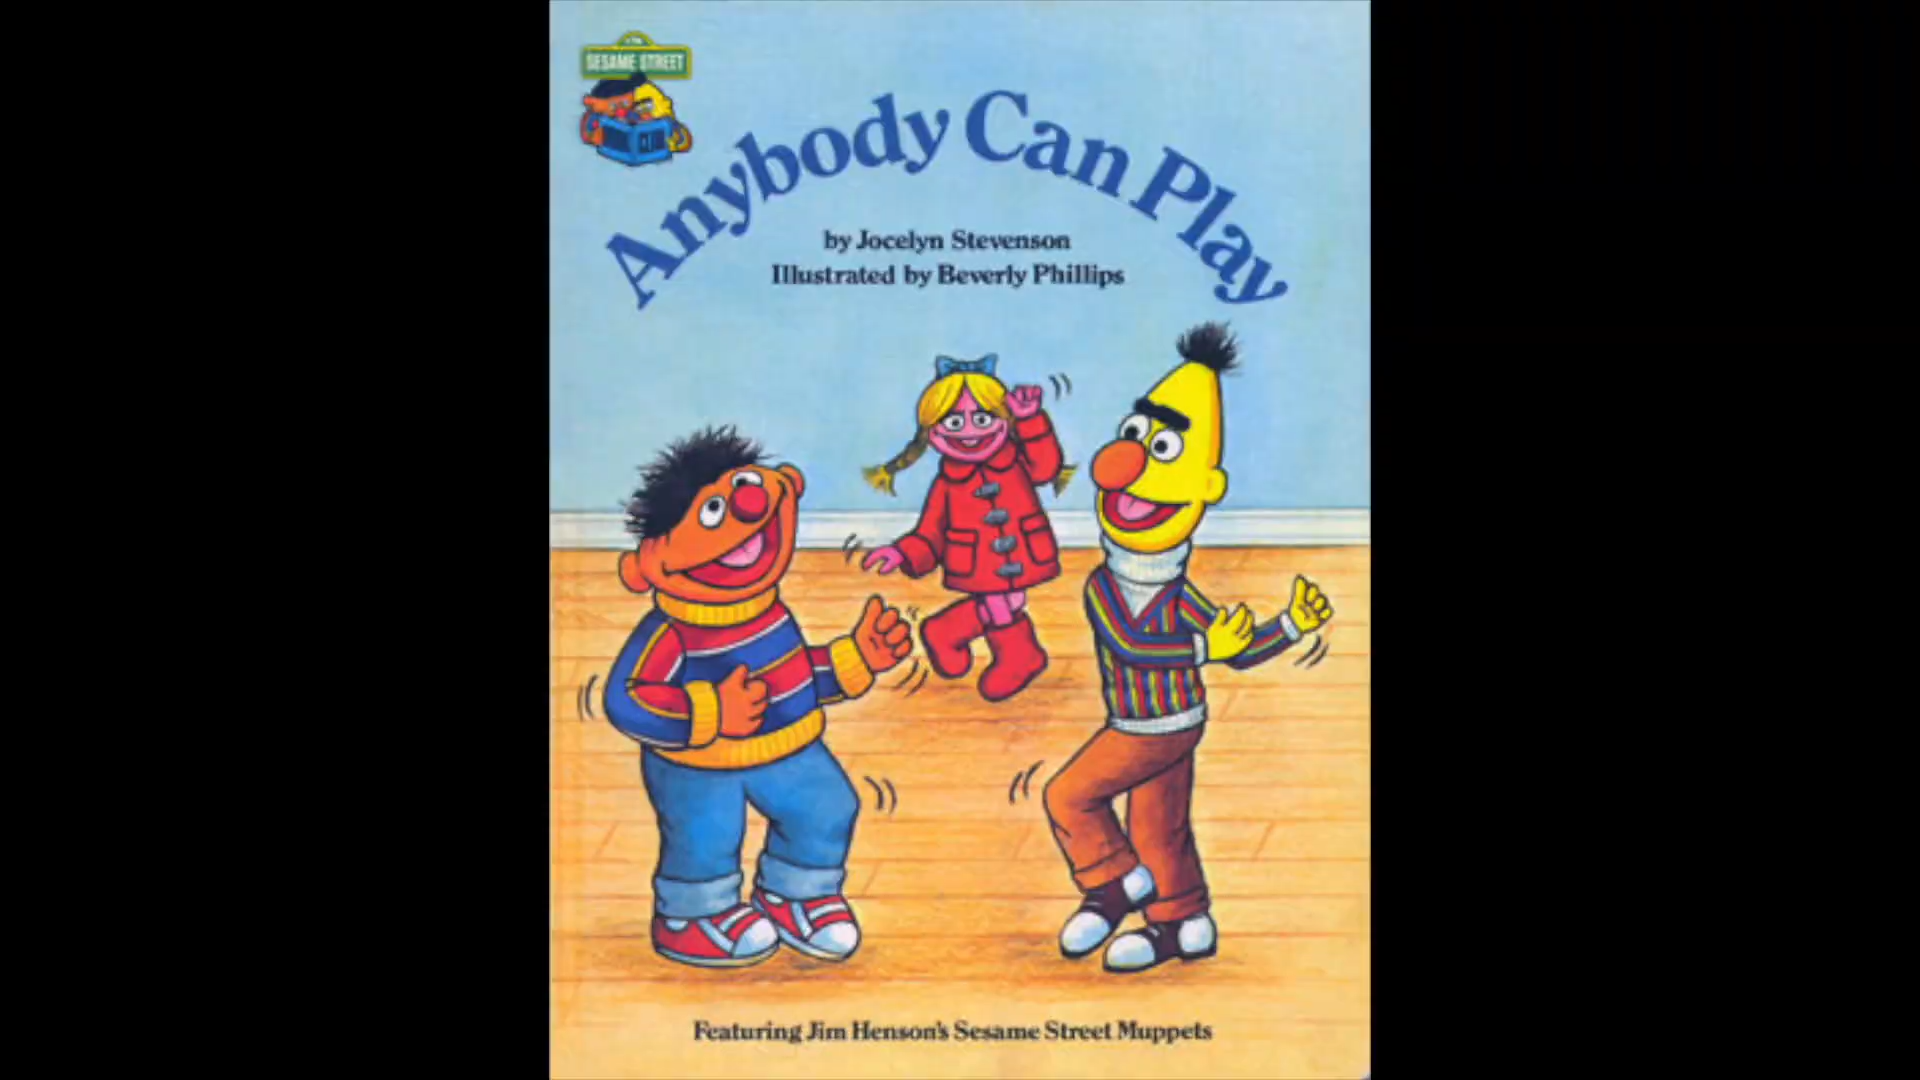 SESAME STREET
Anybody Can Play
by Jocelyn Stevenson
Illustrated by Beverly Phillips
Featuring Jim Henson's Sesame Street Muppets